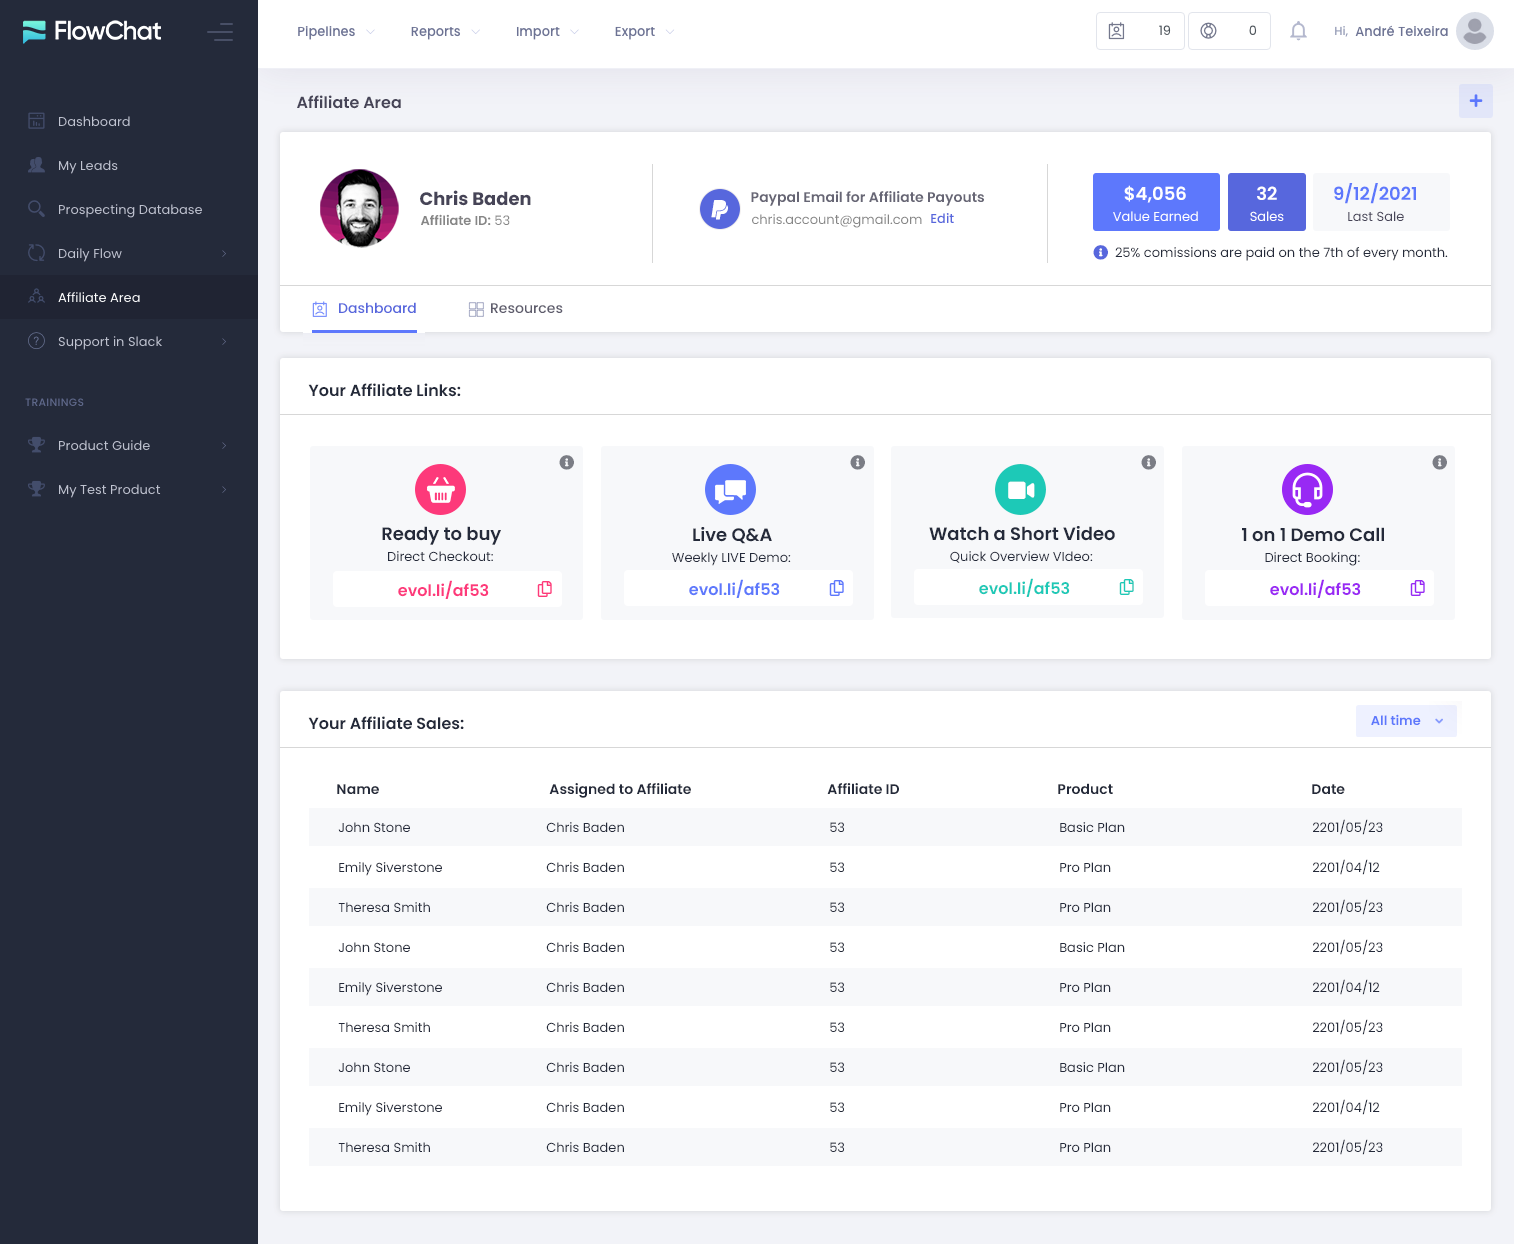 FlowChat
Pipelines
Reports
Import
Export
19
0
Hi, André Teixeira
Dashboard
My Leads
Prospecting Database
Daily Flow
Affiliate Area
Support in Slack
TRAININGS
Product Guide
My Test Product
Affiliate Area
Chris Baden
Affiliate ID: 53
Paypal Email for Affiliate Payouts
chris.account@gmail.com Edit
$4,056
Value Earned
32
Sales
9/12/2021
Last Sale
25% comissions are paid on the 7th of every month.
Dashboard
Resources
Your Affiliate Links:
Ready to buy
Direct Checkout:
evol.li/af53
Live Q&A
Weekly LIVE Demo:
evol.li/af53
Watch a Short Video
Quick Overview VIdeo:
evol.li/af53
1 on 1 Demo Call
Direct Booking:
evol.li/af53
Your Affiliate Sales:
All time
Name Assigned to Affiliate Affiliate ID Product Date
John Stone Chris Baden 53 Basic Plan 2201/05/23
Emily Siverstone Chris Baden 53 Pro Plan 2201/04/12
Theresa Smith Chris Baden 53 Pro Plan 2201/05/23
John Stone Chris Baden 53 Basic Plan 2201/05/23
Emily Siverstone Chris Baden 53 Pro Plan 2201/04/12
Theresa Smith Chris Baden 53 Pro Plan 2201/05/23
John Stone Chris Baden 53 Basic Plan 2201/05/23
Emily Siverstone Chris Baden 53 Pro Plan 2201/04/12
Theresa Smith Chris Baden 53 Pro Plan 2201/05/23